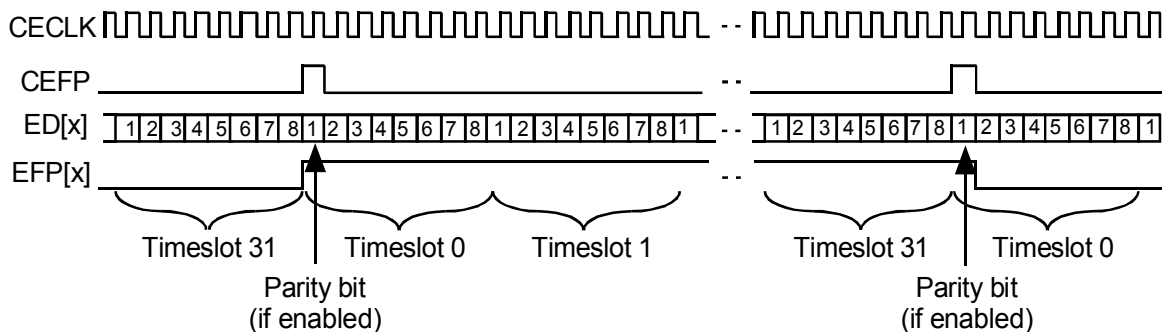 CECLK
- -
CEFP
- -
ED[x] 1 2 3 4 5 6 7 8 1 2 3 4 5 6 7 8 1 2 3 4 5 6 7 8 1 - - 1 2 3 4 5 6 7 8 1 2 3 4 5 6 7 8 1
EFP[x]
- -
Timeslot 31 Timeslot 0 Timeslot 1 Timeslot 31 Timeslot 0
Parity bit
(if enabled)
Parity bit
(if enabled)